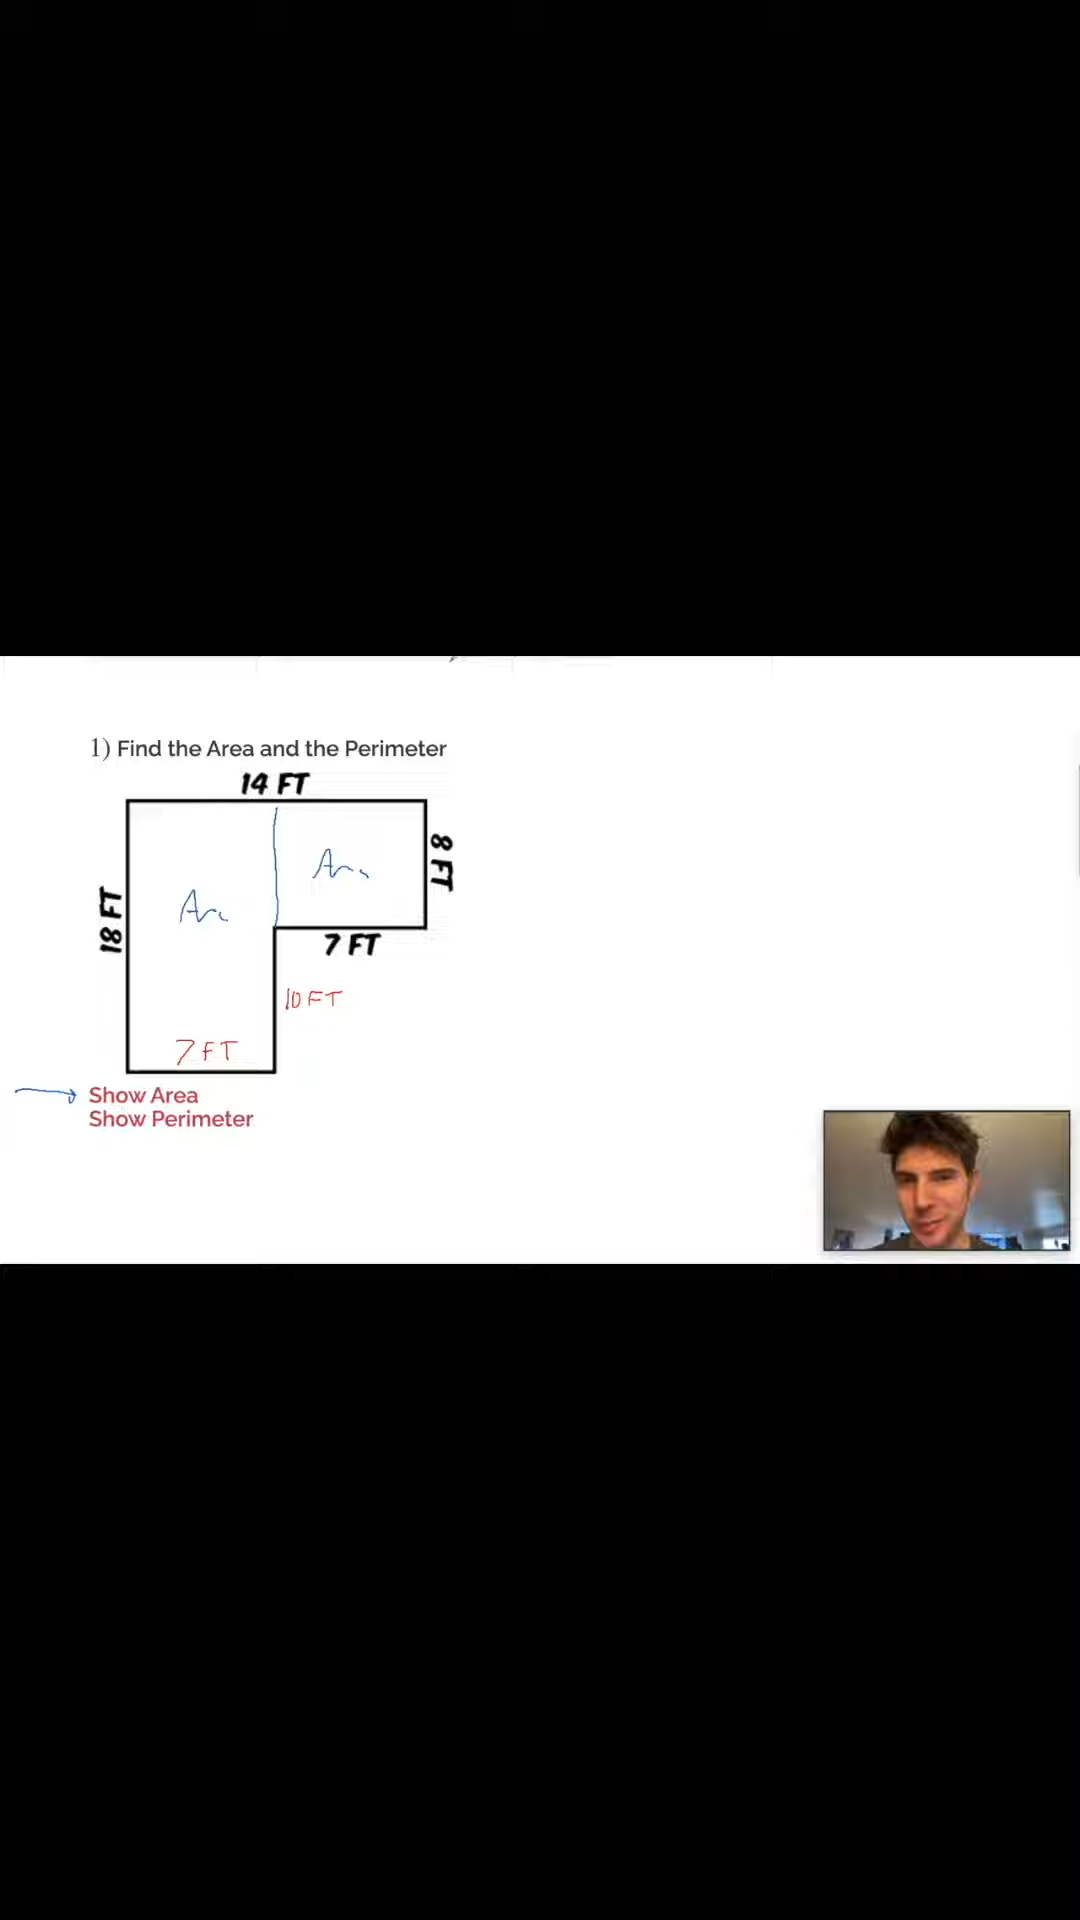 1) Find the Area and the Perimeter
14 FT
8 FT
18 FT
7 FT
10 FT
7 FT
Show Area
Show Perimeter